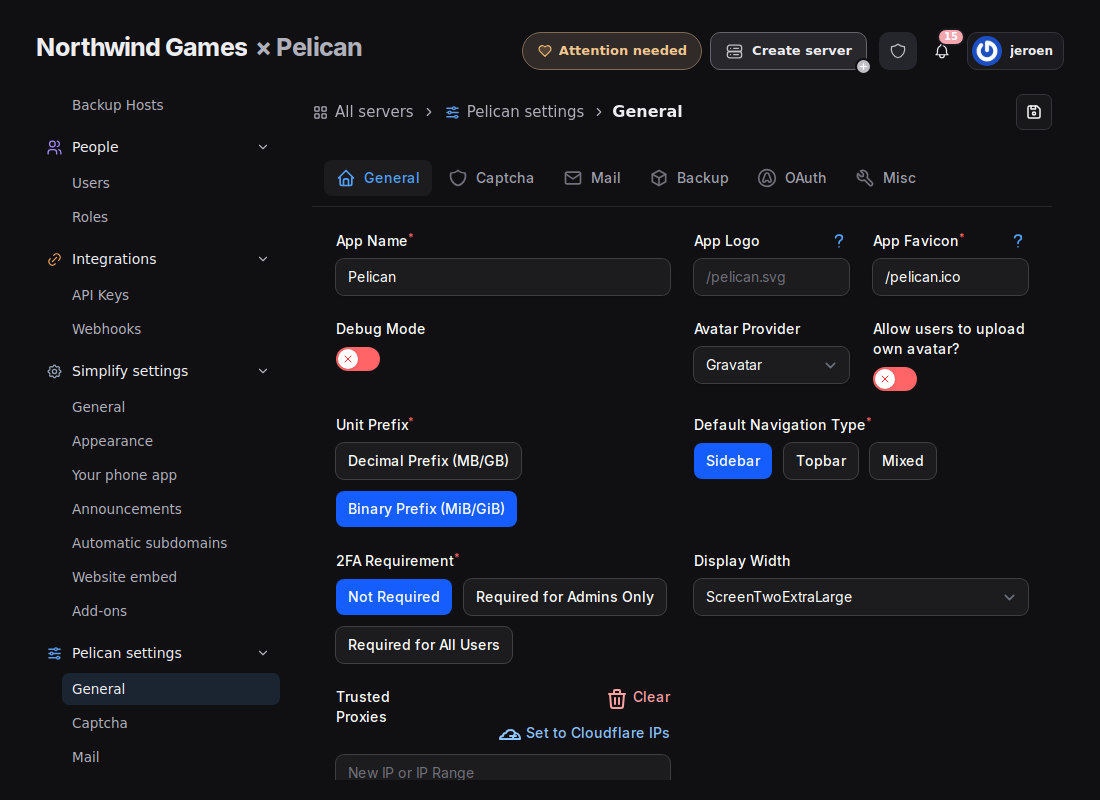 Northwind Games × Pelican
Attention needed
Create server
15
jeroen
Backup Hosts
People
Users
Roles
Integrations
API Keys
Webhooks
Simplify settings
General
Appearance
Your phone app
Announcements
Automatic subdomains
Website embed
Add-ons
Pelican settings
General
Captcha
Mail
All servers > Pelican settings > General
General
Captcha
Mail
Backup
OAuth
Misc
App Name*
Pelican
App Logo ?
/pelican.svg
App Favicon* ?
/pelican.ico
Debug Mode
Avatar Provider
Gravatar
Allow users to upload
own avatar?
Unit Prefix*
Decimal Prefix (MB/GB)
Binary Prefix (MiB/GiB)
Default Navigation Type*
Sidebar
Topbar
Mixed
2FA Requirement*
Not Required
Required for Admins Only
Required for All Users
Display Width
ScreenTwoExtraLarge
Trusted
Proxies
Clear
Set to Cloudflare IPs
New IP or IP Range